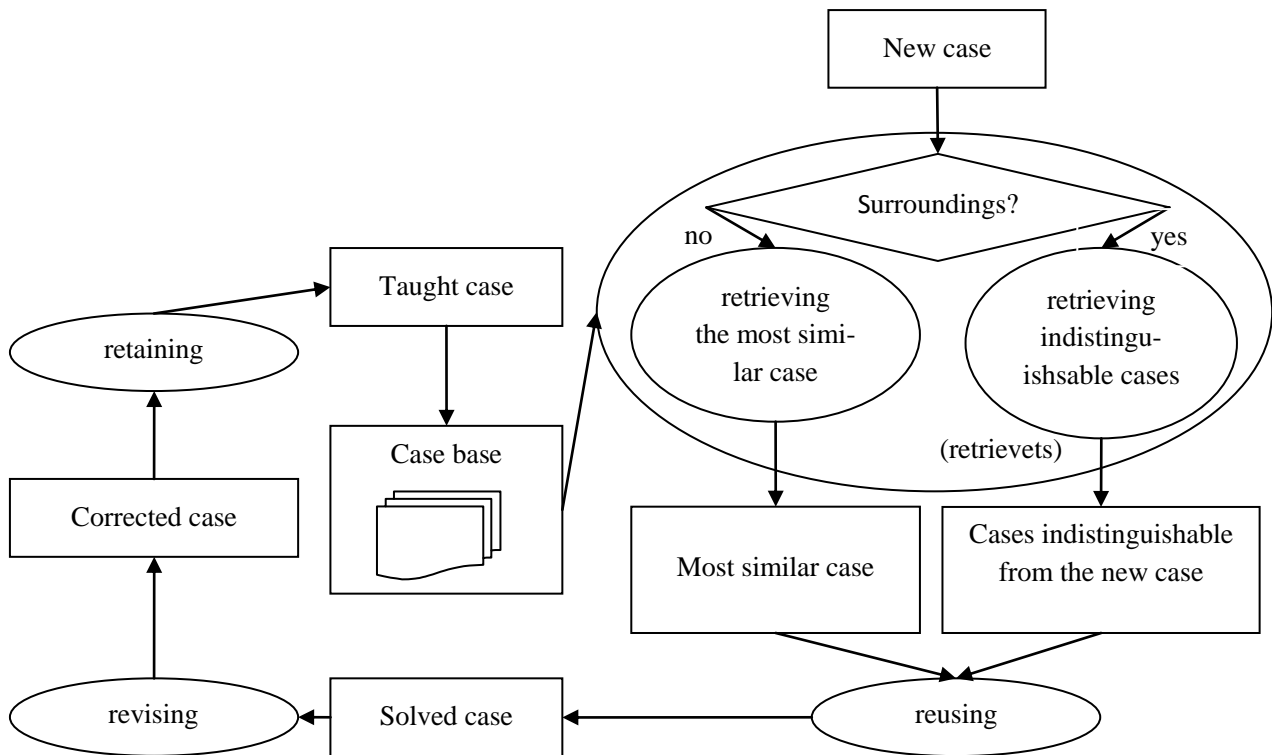 New case
Surroundings?
no
yes
retrieving
the most simi-
lar case
retrieving
indistingu-
ishsable cases
(retrievets)
Taught case
retaining
Case base
Corrected case
Most similar case
Cases indistinguishable
from the new case
revising
Solved case
reusing